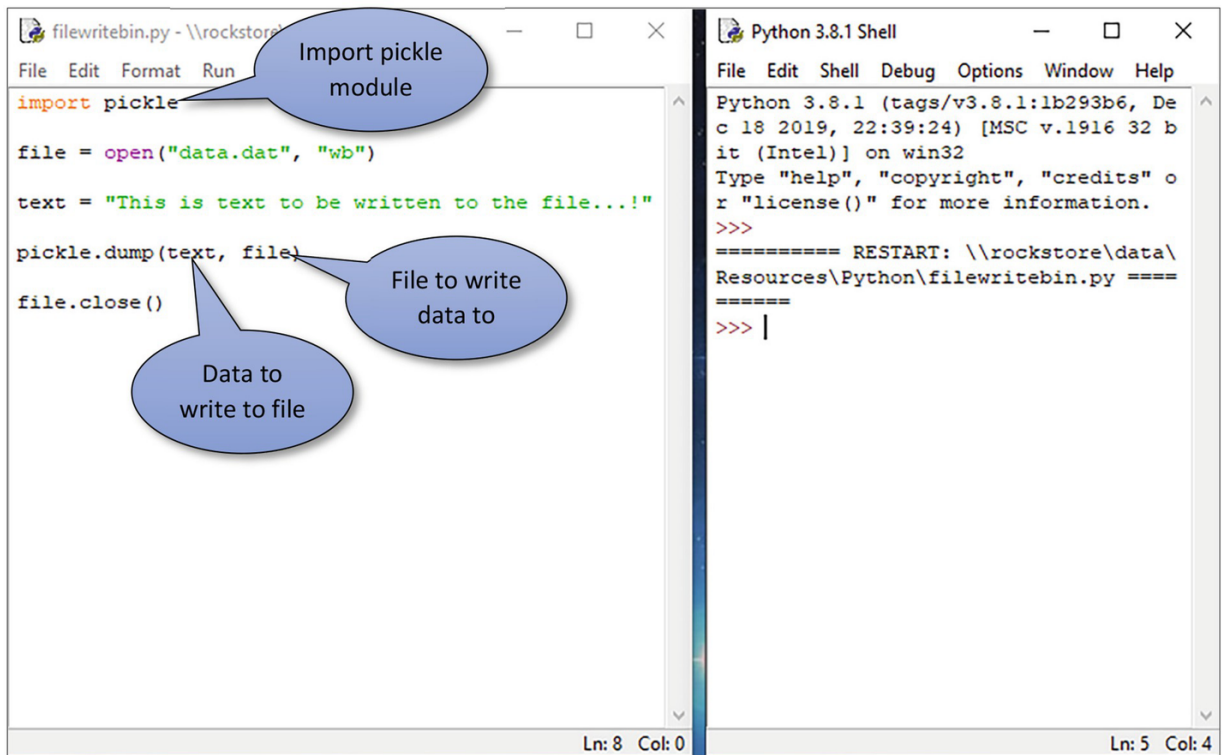 filewritebin.py - \\rockstore
File Edit Format Run
Import pickle
module
import pickle
file = open("data.dat", "wb")
text = "This is text to be written to the file...!"
pickle.dump(text, file)
file.close()
File to write
data to
Data to
write to file
Ln: 8 Col: 0
Python 3.8.1 Shell
File Edit Shell Debug Options Window Help
Python 3.8.1 (tags/v3.8.1:1b293b6, De
c 18 2019, 22:39:24) [MSC v.1916 32 b
it (Intel)] on win32
Type "help", "copyright", "credits" o
r "license()" for more information.
>>>
========== RESTART: \\rockstore\data\
Resources\Python\filewritebin.py ====
======
>>>
Ln: 5 Col: 4